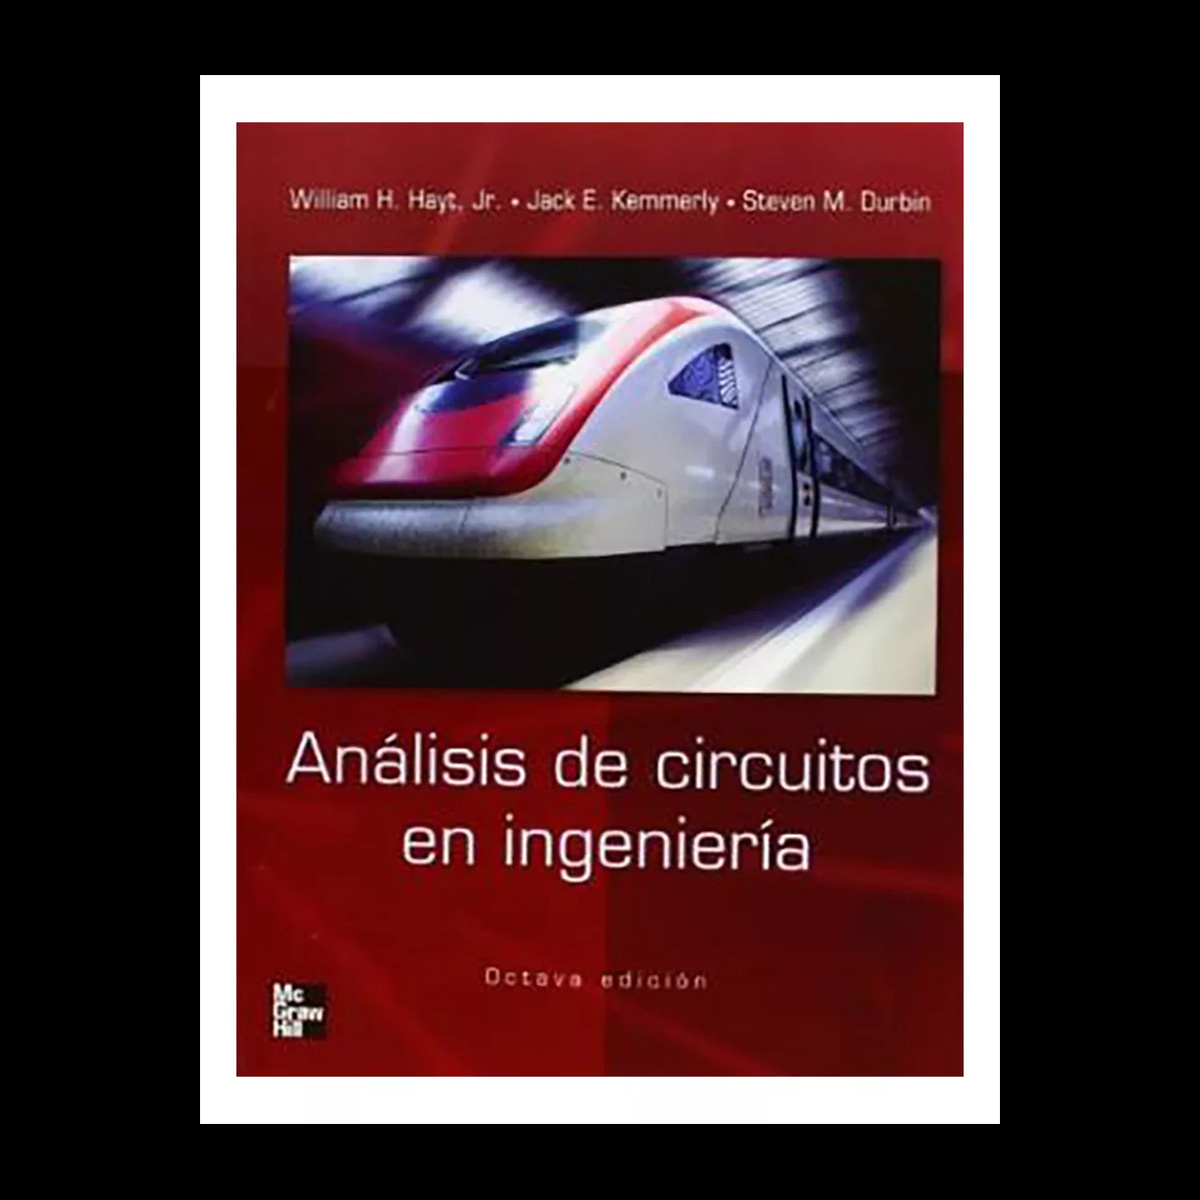 William H. Hayt, Jr. • Jack E. Kemmerly • Steven M. Durbin
Análisis de circuitos
en ingeniería
Octava edición
Mc
Graw
Hill